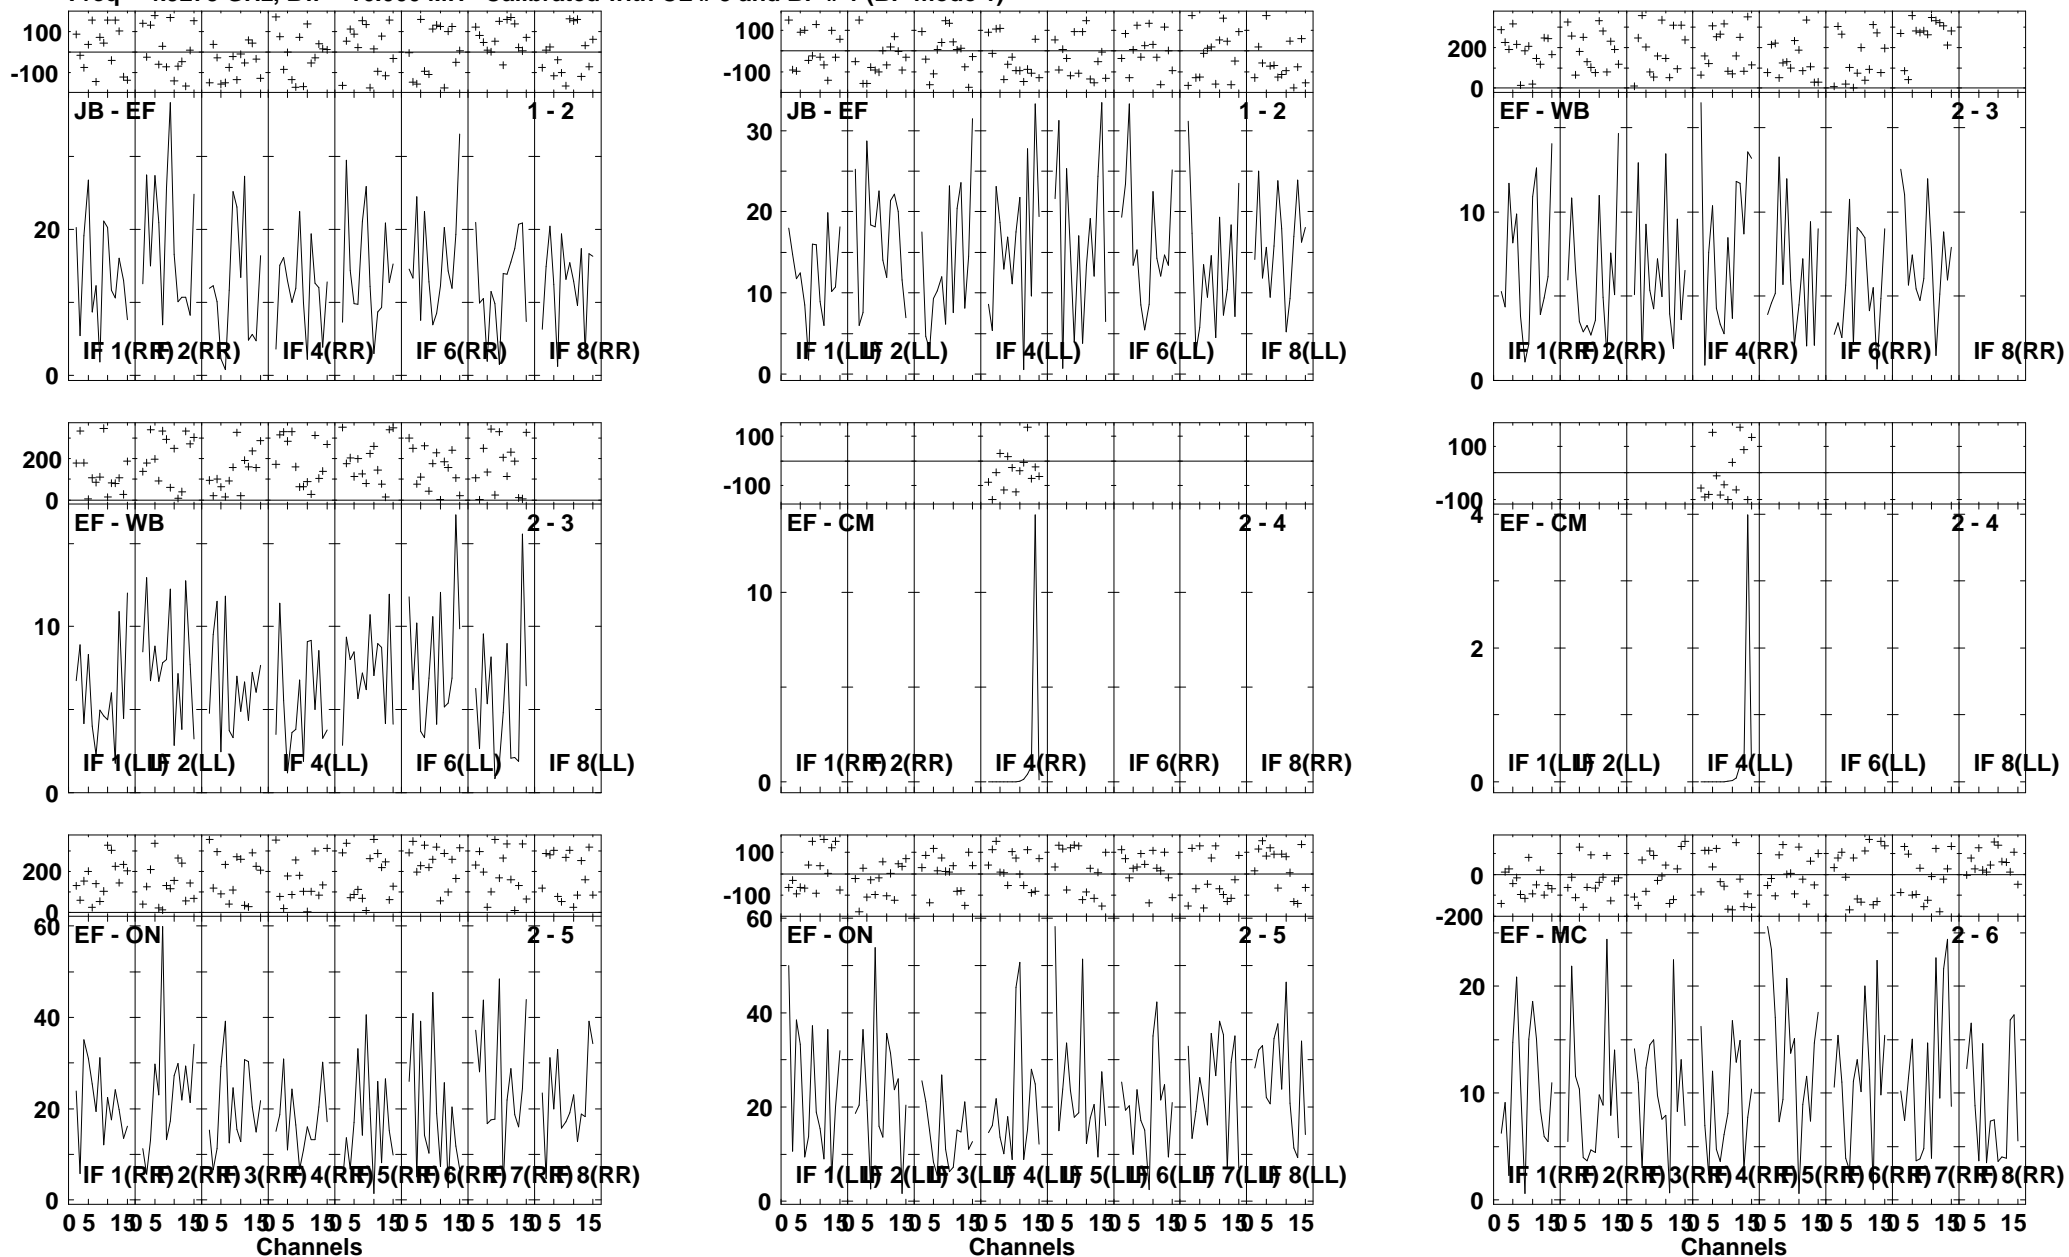 100
-100
JB - EF 1 - 2
20
0
IF 1(RR) IF 2(RR) IF 4(RR) IF 6(RR) IF 8(RR)
100
-100
JB - EF 1 - 2
30
20
10
0
IF 1(LL) IF 2(LL) IF 4(LL) IF 6(LL) IF 8(LL)
200
0
EF - WB 2 - 3
10
0
IF 1(RR) IF 2(RR) IF 4(RR) IF 6(RR) IF 8(RR)
200
0
EF - WB 2 - 3
10
0
IF 1(LL) IF 2(LL) IF 4(LL) IF 6(LL) IF 8(LL)
100
-100
EF - CM 2 - 4
10
0
IF 1(RR) IF 2(RR) IF 4(RR) IF 6(RR) IF 8(RR)
100
-100
EF - CM 2 - 4
4
2
0
IF 1(LL) IF 2(LL) IF 4(LL) IF 6(LL) IF 8(LL)
200
0
EF - ON 2 - 5
60
40
20
0
IF 1(RR) IF 2(RR) IF 3(RR) IF 4(RR) IF 5(RR) IF 6(RR) IF 7(RR) IF 8(RR)
0 5 15 0 5 15 0 5 15 0 5 15 0 5 15 0 5 15 0 5 15 0 5 15
Channels
100
-100
EF - ON 2 - 5
60
40
20
0
IF 1(LL) IF 2(LL) IF 3(LL) IF 4(LL) IF 5(LL) IF 6(LL) IF 7(LL) IF 8(LL)
0 5 15 0 5 15 0 5 15 0 5 15 0 5 15 0 5 15 0 5 15 0 5 15
Channels
0
-200
EF - MC 2 - 6
20
10
0
IF 1(RR) IF 2(RR) IF 3(RR) IF 4(RR) IF 5(RR) IF 6(RR) IF 7(RR) IF 8(RR)
0 5 15 0 5 15 0 5 15 0 5 15 0 5 15 0 5 15 0 5 15 0 5 15
Channels